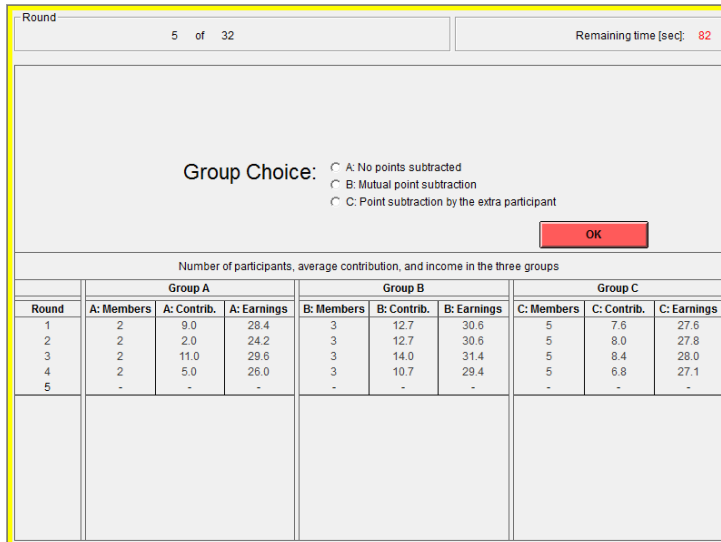 Round
5 of 32
Remaining time [sec]: 82
Group Choice:
A: No points subtracted
B: Mutual point subtraction
C: Point subtraction by the extra participant
OK
Number of participants, average contribution, and income in the three groups
Group A Group B Group C
Round A: Members A: Contrib. A: Earnings B: Members B: Contrib. B: Earnings C: Members C: Contrib. C: Earnings
1 2 9.0 28.4 3 12.7 30.6 5 7.6 27.6
2 2 2.0 24.2 3 12.7 30.6 5 8.0 27.8
3 2 11.0 29.6 3 14.0 31.4 5 8.4 28.0
4 2 5.0 26.0 3 10.7 29.4 5 6.8 27.1
5 - - - - - - - - -